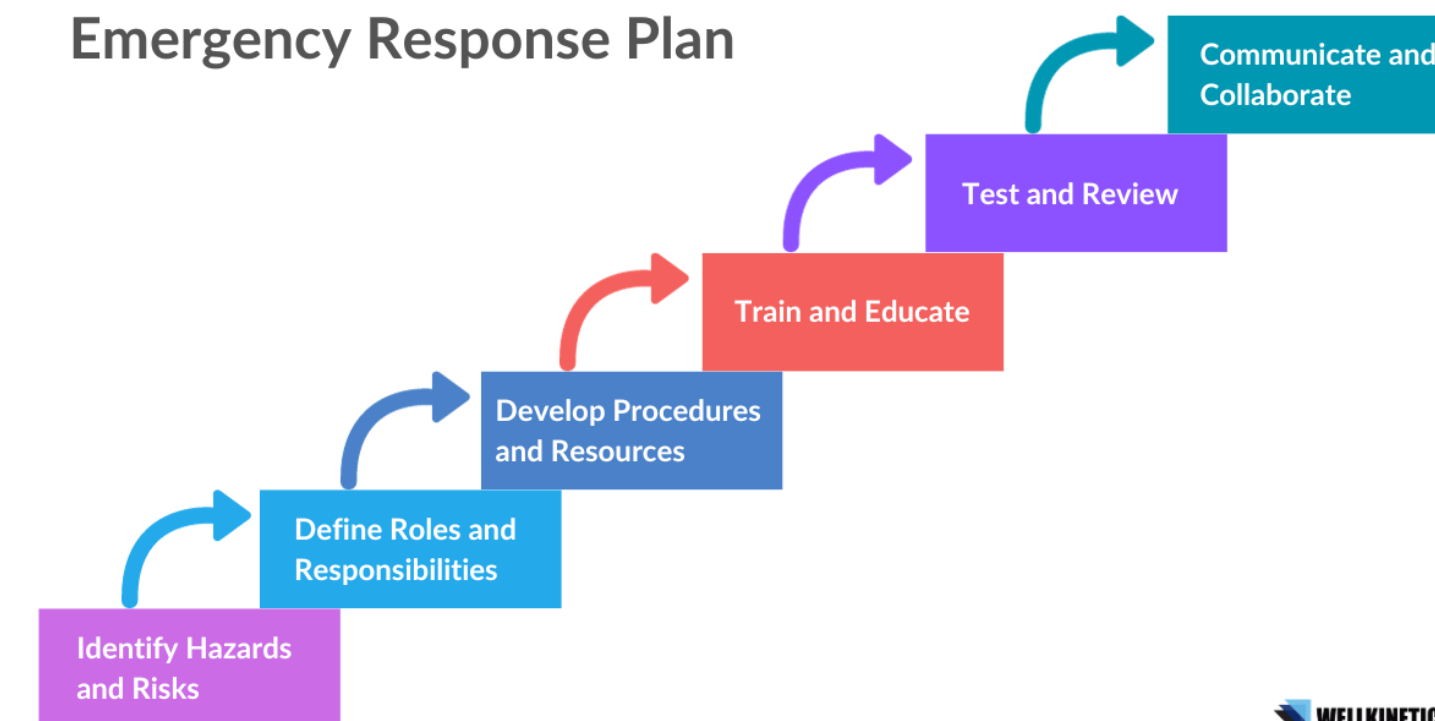 Emergency Response Plan
Communicate and
Collaborate
Test and Review
Train and Educate
Develop Procedures
and Resources
Define Roles and
Responsibilities
Identify Hazards
and Risks